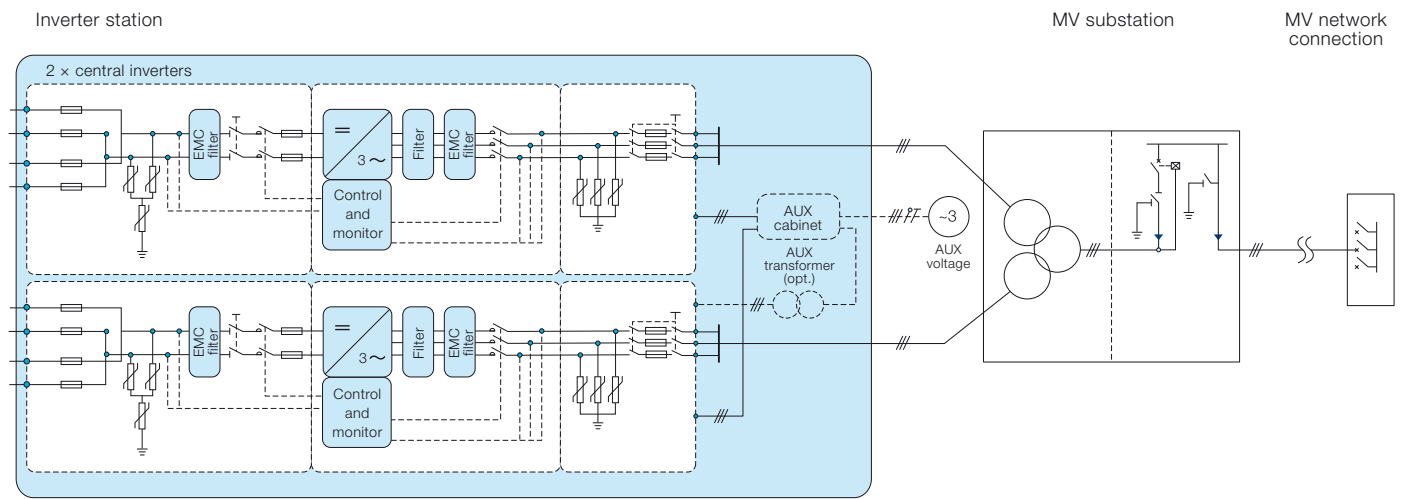 Inverter station
MV substation
MV network
connection
2 × central inverters
EMC
filter
=
3 ~
Filter
EMC
filter
Control
and
monitor
AUX
cabinet
~3
AUX
voltage
AUX
transformer
(opt.)
EMC
filter
=
3 ~
Filter
EMC
filter
Control
and
monitor